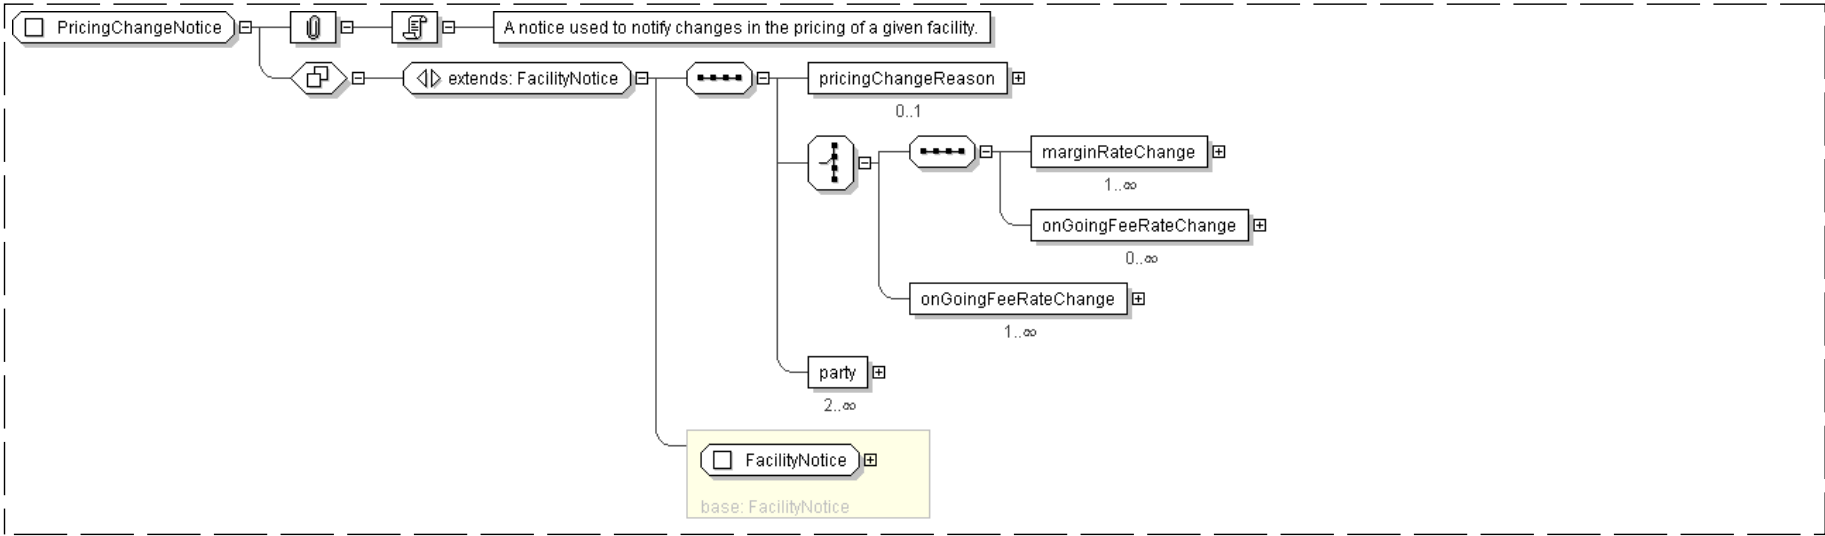 PricingChangeNotice
A notice used to notify changes in the pricing of a given facility.
extends: FacilityNotice
pricingChangeReason
0..1
marginRateChange
1..∞
onGoingFeeRateChange
0..∞
onGoingFeeRateChange
1..∞
party
2..∞
FacilityNotice
base: FacilityNotice